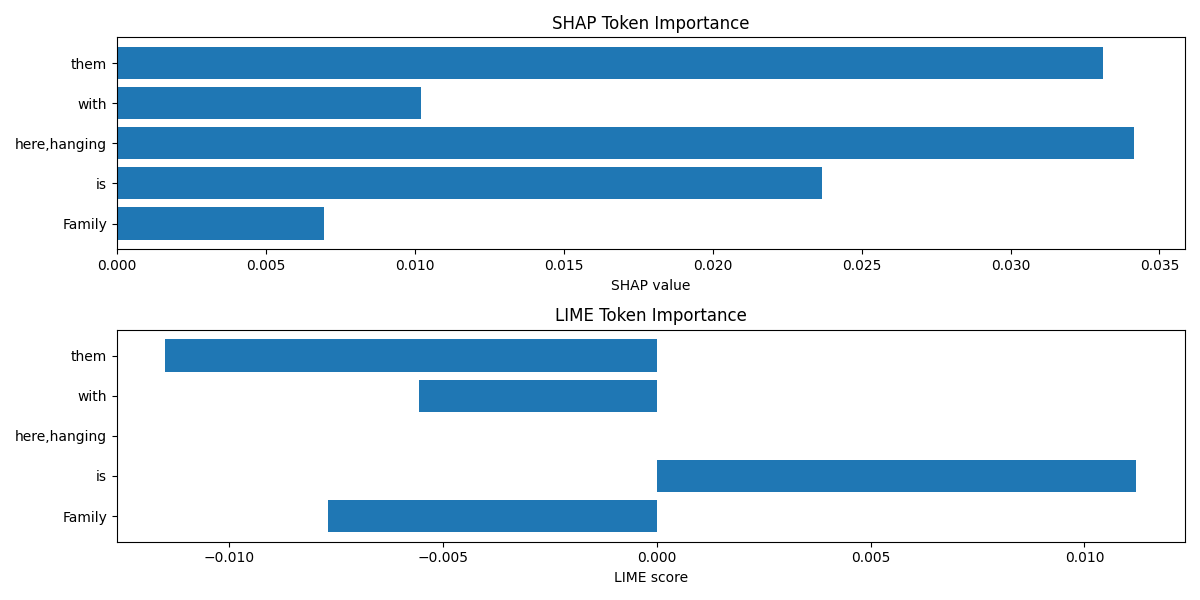 SHAP Token Importance
them
with
here,hanging
is
Family
0.000 0.005 0.010 0.015 0.020 0.025 0.030 0.035
SHAP value
LIME Token Importance
them
with
here,hanging
is
Family
−0.010 −0.005 0.000 0.005 0.010
LIME score